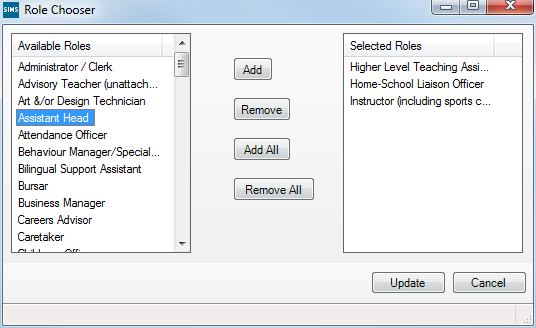 SIMS Role Chooser
Available Roles
Administrator / Clerk
Advisory Teacher (unattach...
Art &/or Design Technician
Assistant Head
Attendance Officer
Behaviour Manager/Special...
Bilingual Support Assistant
Bursar
Business Manager
Careers Advisor
Caretaker
Add
Remove
Add All
Remove All
Selected Roles
Higher Level Teaching Assi...
Home-School Liaison Officer
Instructor (including sports c...
Update
Cancel